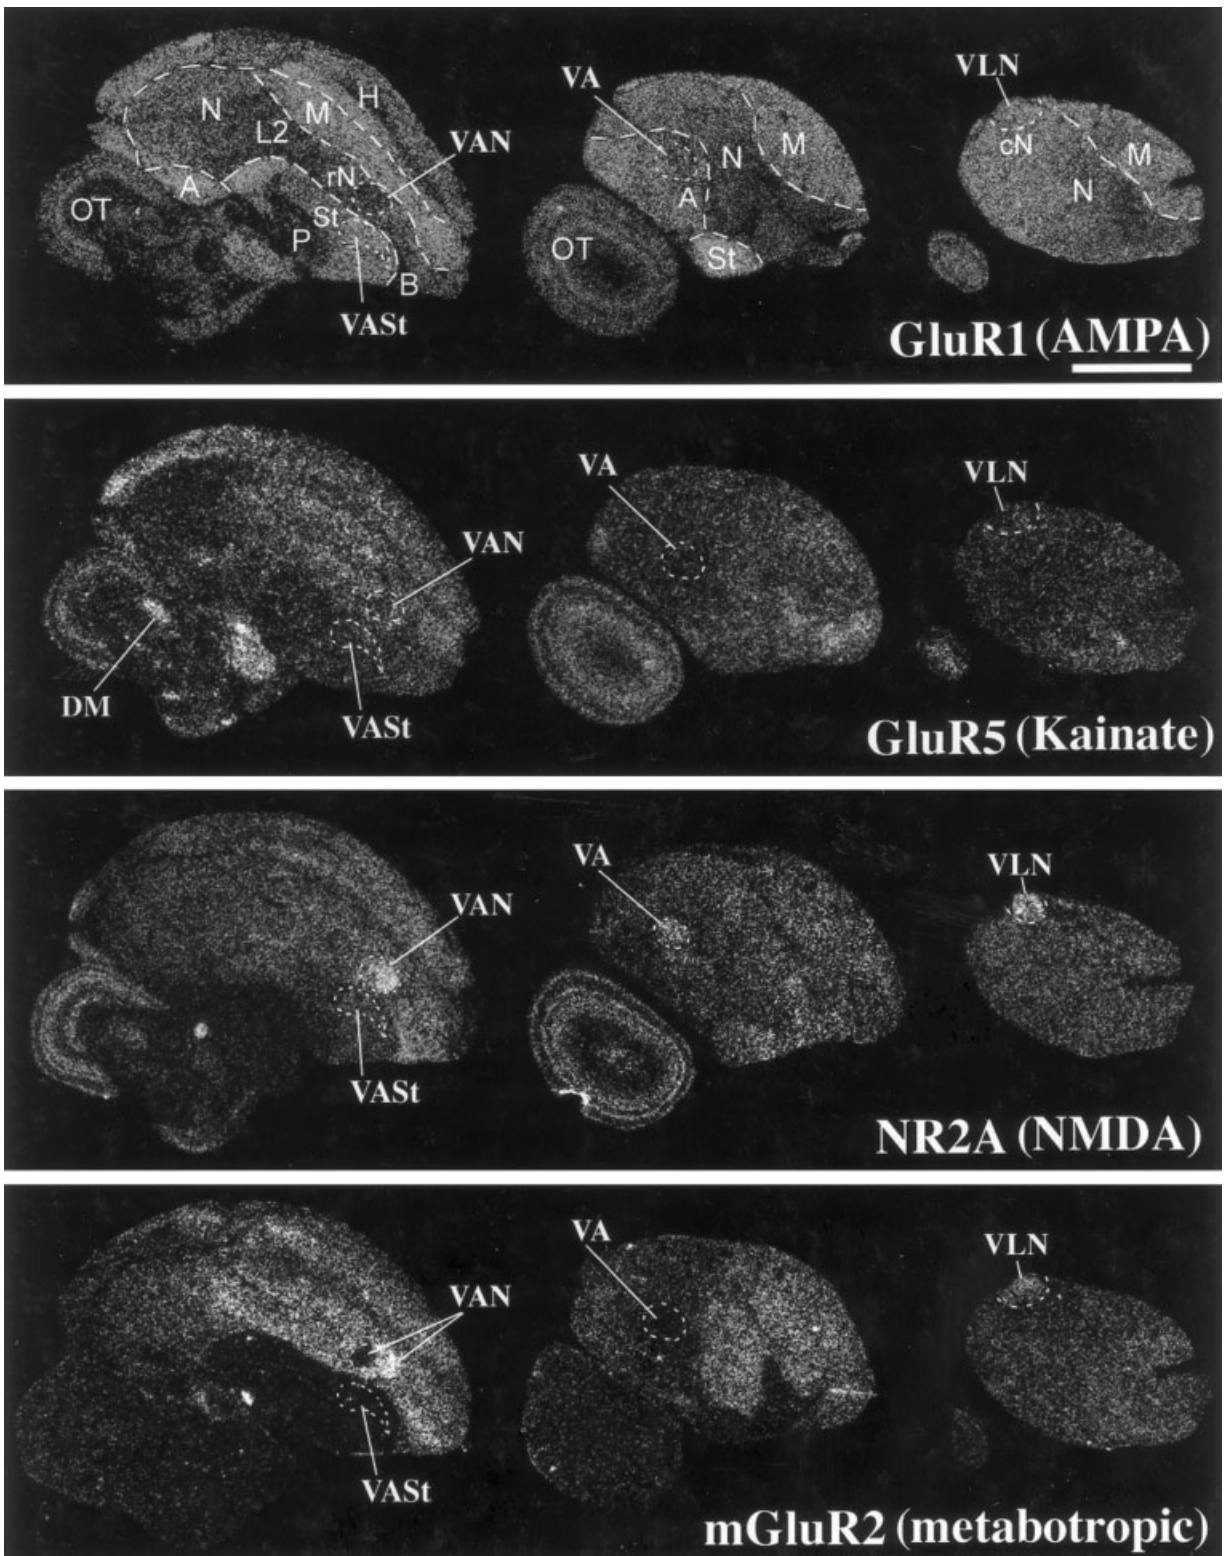 VA
VLN
H
N
M
L2
VAN
M
cN
M
N
rN
A
A
N
OT
St
P
OT
St
B
VASt
GluR1 (AMPA)
VA
VLN
VAN
DM
VASt
GluR5 (Kainate)
VA
VLN
VAN
VASt
NR2A (NMDA)
VA
VLN
VAN
VASt
mGluR2 (metabotropic)